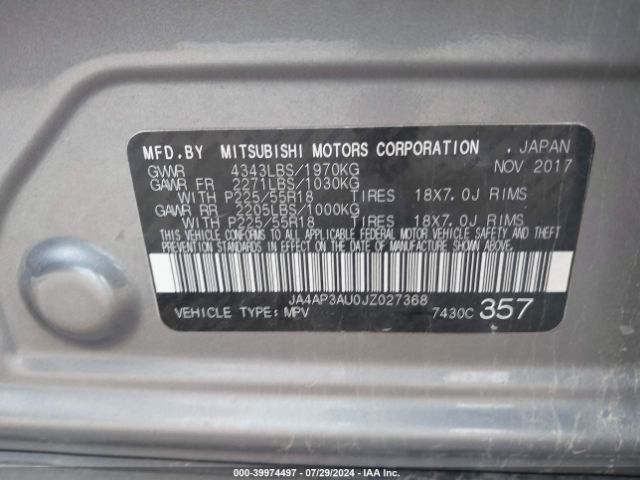 MFD.BY MITSUBISHI MOTORS CORPORATION , JAPAN
GVWR 4343LBS/1970KG NOV 2017
GAWR FR 2271LBS/1030KG
WITH P225/55R18 TIRES 18X7.0J RIMS
GAWR RR 2205LBS/1000KG
WITH P225/55R18 TIRES 18X7.0J RIMS
THIS VEHICLE CONFORMS TO ALL APPLICABLE FEDERAL MOTOR VEHICLE SAFETY AND THEFT
PREVENTION STANDARDS IN EFFECT ON THE DATE OF MANUFACTURE SHOWN ABOVE.
JA4AP3AU0JZ027368
VEHICLE TYPE: MPV 7430C 357
000-39974497 - 07/29/2024 - IAA Inc.